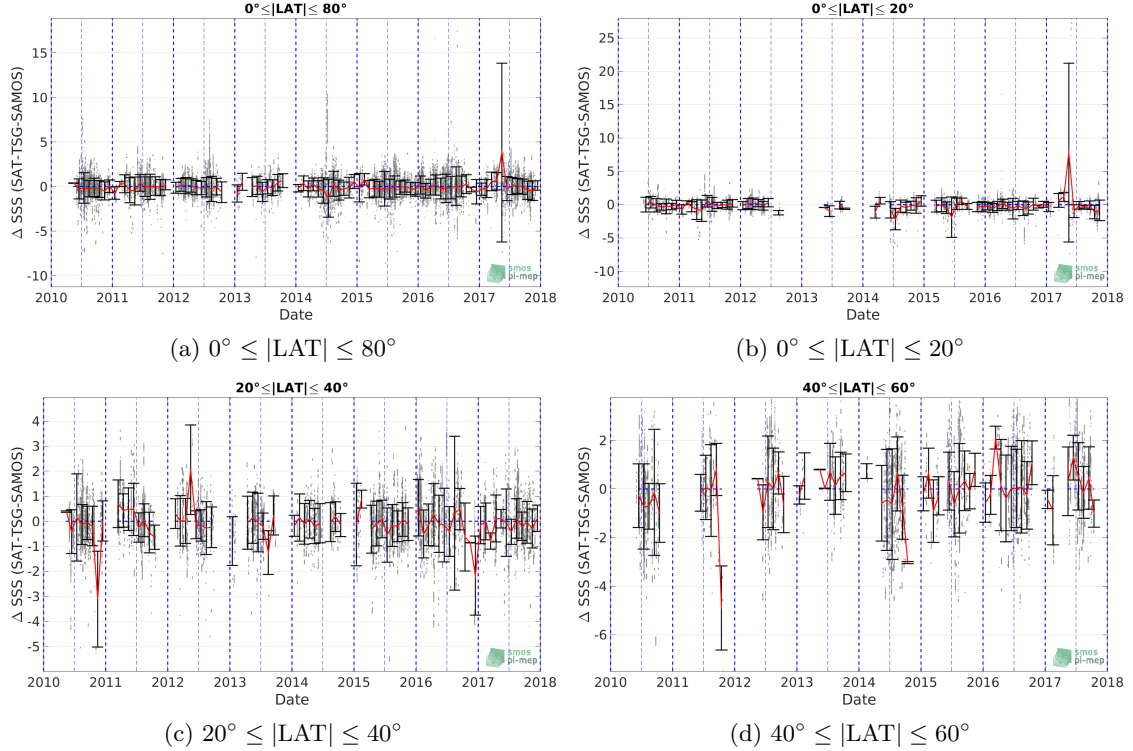 0°≤|LAT|≤ 80°
Δ SSS (SAT-TSG-SAMOS)
15
10
5
0
-5
-10
smos
pi-mep
2010 2011 2012 2013 2014 2015 2016 2017 2018
Date
(a) 0° ≤ |LAT| ≤ 80°
0°≤|LAT|≤ 20°
Δ SSS (SAT-TSG-SAMOS)
25
20
15
10
5
0
-5
-10
smos
pi-mep
2010 2011 2012 2013 2014 2015 2016 2017 2018
Date
(b) 0° ≤ |LAT| ≤ 20°
20°≤|LAT|≤ 40°
Δ SSS (SAT-TSG-SAMOS)
4
3
2
1
0
-1
-2
-3
-4
-5
smos
pi-mep
2010 2011 2012 2013 2014 2015 2016 2017 2018
Date
(c) 20° ≤ |LAT| ≤ 40°
40°≤|LAT|≤ 60°
Δ SSS (SAT-TSG-SAMOS)
2
0
-2
-4
-6
smos
pi-mep
2010 2011 2012 2013 2014 2015 2016 2017 2018
Date
(d) 40° ≤ |LAT| ≤ 60°